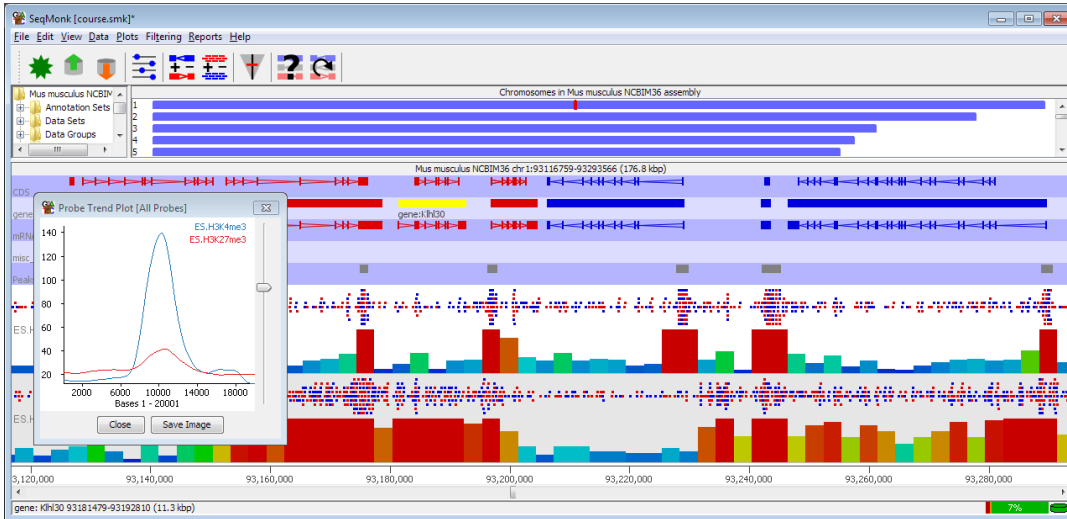 SeqMonk [course.smk]*
File Edit View Data Plots Filtering Reports Help
Mus musculus NCBIM
Annotation Sets
Data Sets
Data Groups
Chromosomes in Mus musculus NCBIM36 assembly
1
2
3
4
5
Mus musculus NCBIM36 chr1:93116759-93293566 (176.8 kbp)
CDS
gene
gene:Klhl30
mRNA
misc_
Peaks
ES.H
ES.H
Probe Trend Plot [All Probes]
ES.H3K4me3
ES.H3K27me3
140
120
100
80
60
40
20
2000 6000 10000 14000 18000
Bases 1 - 20001
Close Save Image
3,120,000 93,140,000 93,160,000 93,180,000 93,200,000 93,220,000 93,240,000 93,260,000 93,280,000
gene: Klhl30 93181479-93192810 (11.3 kbp)
7%